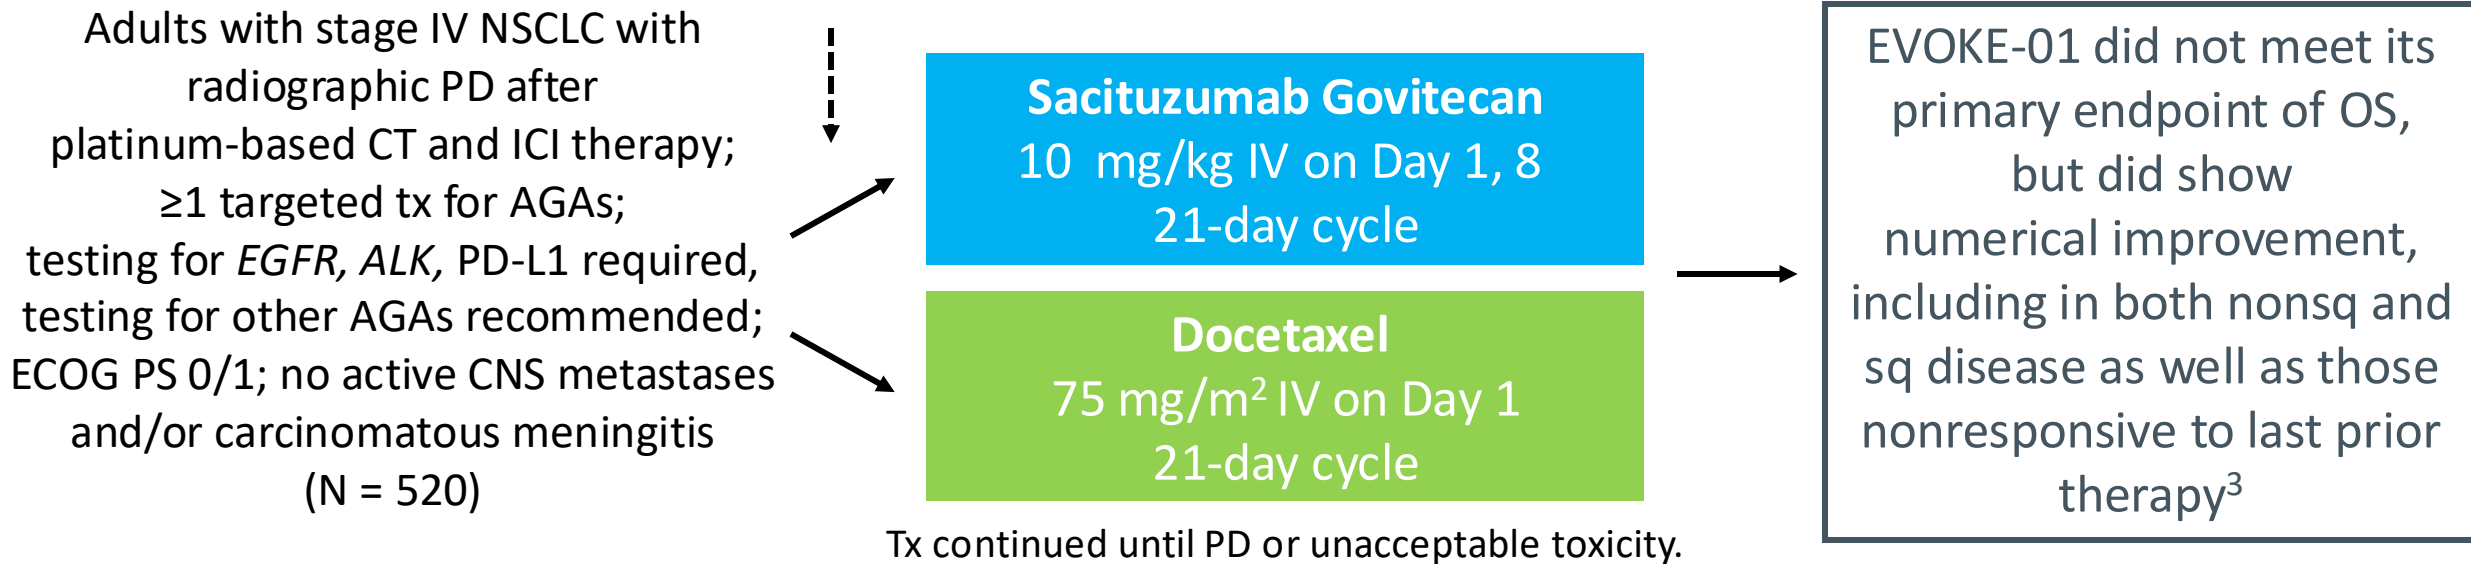 Adults with stage IV NSCLC with
radiographic PD after
platinum-based CT and ICI therapy;
≥1 targeted tx for AGAs;
testing for EGFR, ALK, PD-L1 required,
testing for other AGAs recommended;
ECOG PS 0/1; no active CNS metastases
and/or carcinomatous meningitis
(N = 520)
Sacituzumab Govitecan
10 mg/kg IV on Day 1, 8
21-day cycle
Docetaxel
75 mg/m² IV on Day 1
21-day cycle
Tx continued until PD or unacceptable toxicity.
EVOKE-01 did not meet its
primary endpoint of OS,
but did show
numerical improvement,
including in both nonsq and
sq disease as well as those
nonresponsive to last prior
therapy³